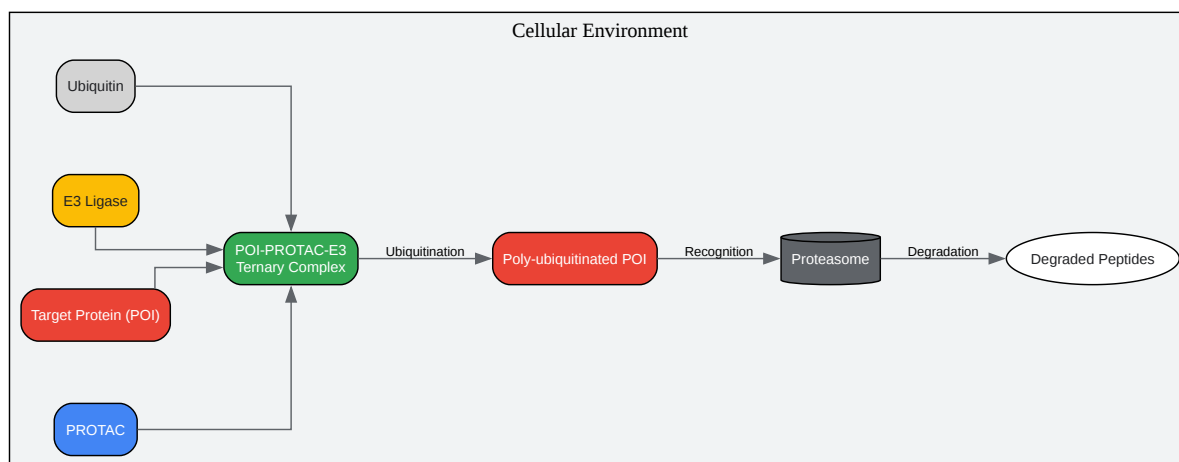 Cellular Environment
Ubiquitin
E3 Ligase
POI-PROTAC-E3
Ternary Complex
Ubiquitination
Poly-ubiquitinated POI
Recognition
Proteasome
Degradation
Degraded Peptides
Target Protein (POI)
PROTAC